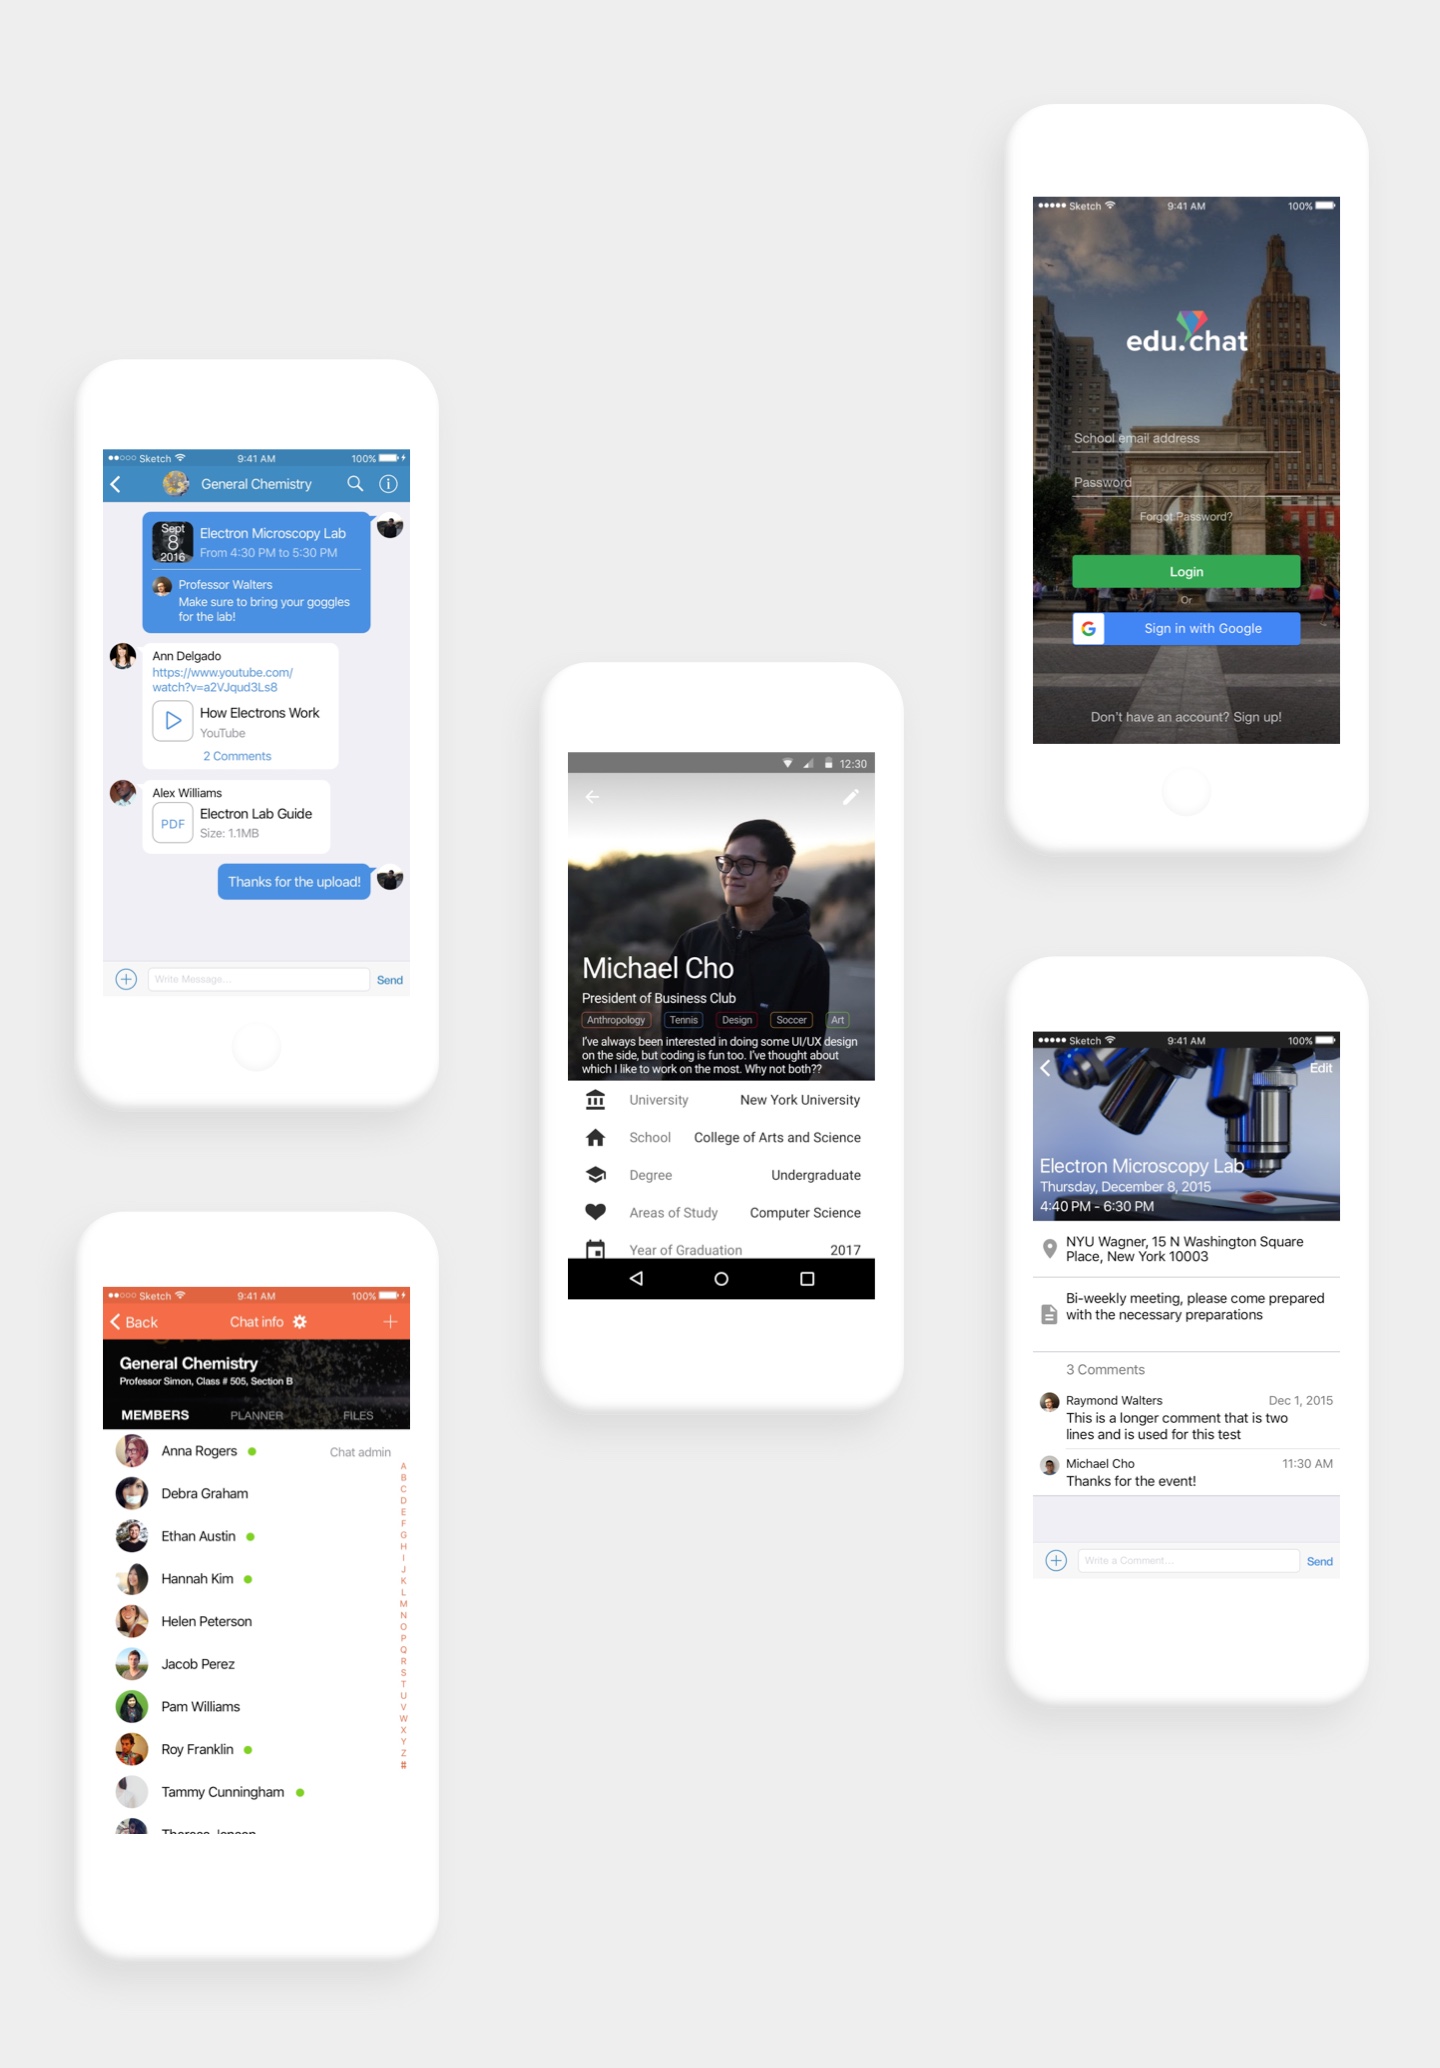 Sketch 9:41 AM 100%
General Chemistry
Sept
8
2016
Electron Microscopy Lab
From 4:30 PM to 5:30 PM
Professor Walters
Make sure to bring your goggles
for the lab!
Ann Delgado
https://www.youtube.com/
watch?v=a2VJqud3Ls8
How Electrons Work
YouTube
2 Comments
Alex Williams
PDF
Electron Lab Guide
Size: 1.1MB
Thanks for the upload!
Write Message...
Send
Sketch 9:41 AM 100%
Back Chat info
General Chemistry
Professor Simon, Class # 505, Section B
MEMBERS PLANNER FILES
Anna Rogers Chat admin
Debra Graham
Ethan Austin
Hannah Kim
Helen Peterson
Jacob Perez
Pam Williams
Roy Franklin
Tammy Cunningham
A
B
C
D
E
F
G
H
I
J
K
L
M
N
O
P
Q
R
S
T
U
V
W
X
Y
Z
#
12:30
Michael Cho
President of Business Club
Anthropology Tennis Design Soccer Art
I've always been interested in doing some UI/UX design
on the side, but coding is fun too. I've thought about
which I like to work on the most. Why not both??
University New York University
School College of Arts and Science
Degree Undergraduate
Areas of Study Computer Science
Year of Graduation 2017
Sketch 9:41 AM 100%
edu.chat
School email address
Password
Forgot Password?
Login
Or
G Sign in with Google
Don't have an account? Sign up!
Sketch 9:41 AM 100%
Edit
Electron Microscopy Lab
Thursday, December 8, 2015
4:40 PM - 6:30 PM
NYU Wagner, 15 N Washington Square
Place, New York 10003
Bi-weekly meeting, please come prepared
with the necessary preparations
3 Comments
Raymond Walters Dec 1, 2015
This is a longer comment that is two
lines and is used for this test
Michael Cho 11:30 AM
Thanks for the event!
Write a Comment...
Send